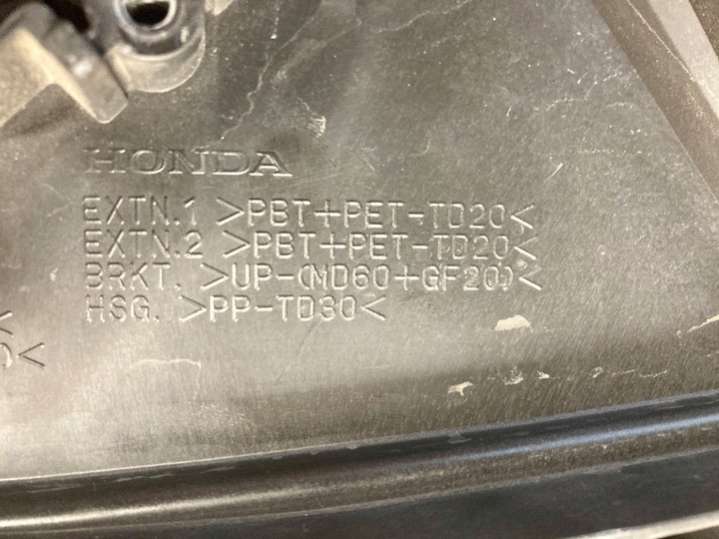 HONDA
EXTN.1 >PBT+PET-TD20<
EXTN.2 >PBT+PET-TD20<
BRKT. >UP-(MD60+GF20)<
HSG. >PP-TD30<